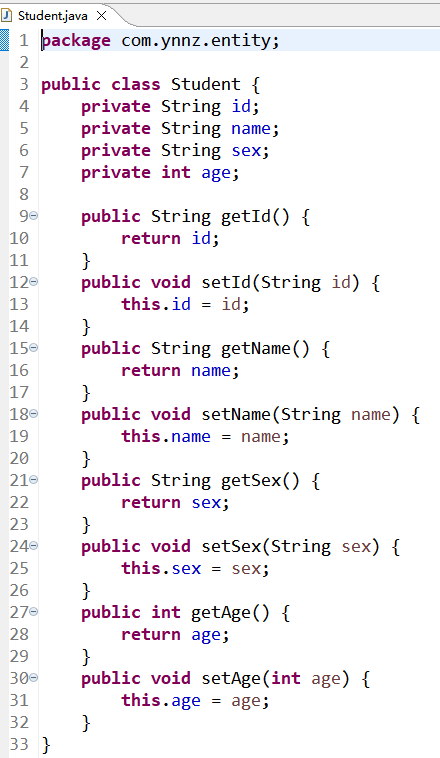 Student.java
1 package com.ynnz.entity;
2
3 public class Student {
4     private String id;
5     private String name;
6     private String sex;
7     private int age;
8
9     public String getId() {
10         return id;
11     }
12     public void setId(String id) {
13         this.id = id;
14     }
15     public String getName() {
16         return name;
17     }
18     public void setName(String name) {
19         this.name = name;
20     }
21     public String getSex() {
22         return sex;
23     }
24     public void setSex(String sex) {
25         this.sex = sex;
26     }
27     public int getAge() {
28         return age;
29     }
30     public void setAge(int age) {
31         this.age = age;
32     }
33 }